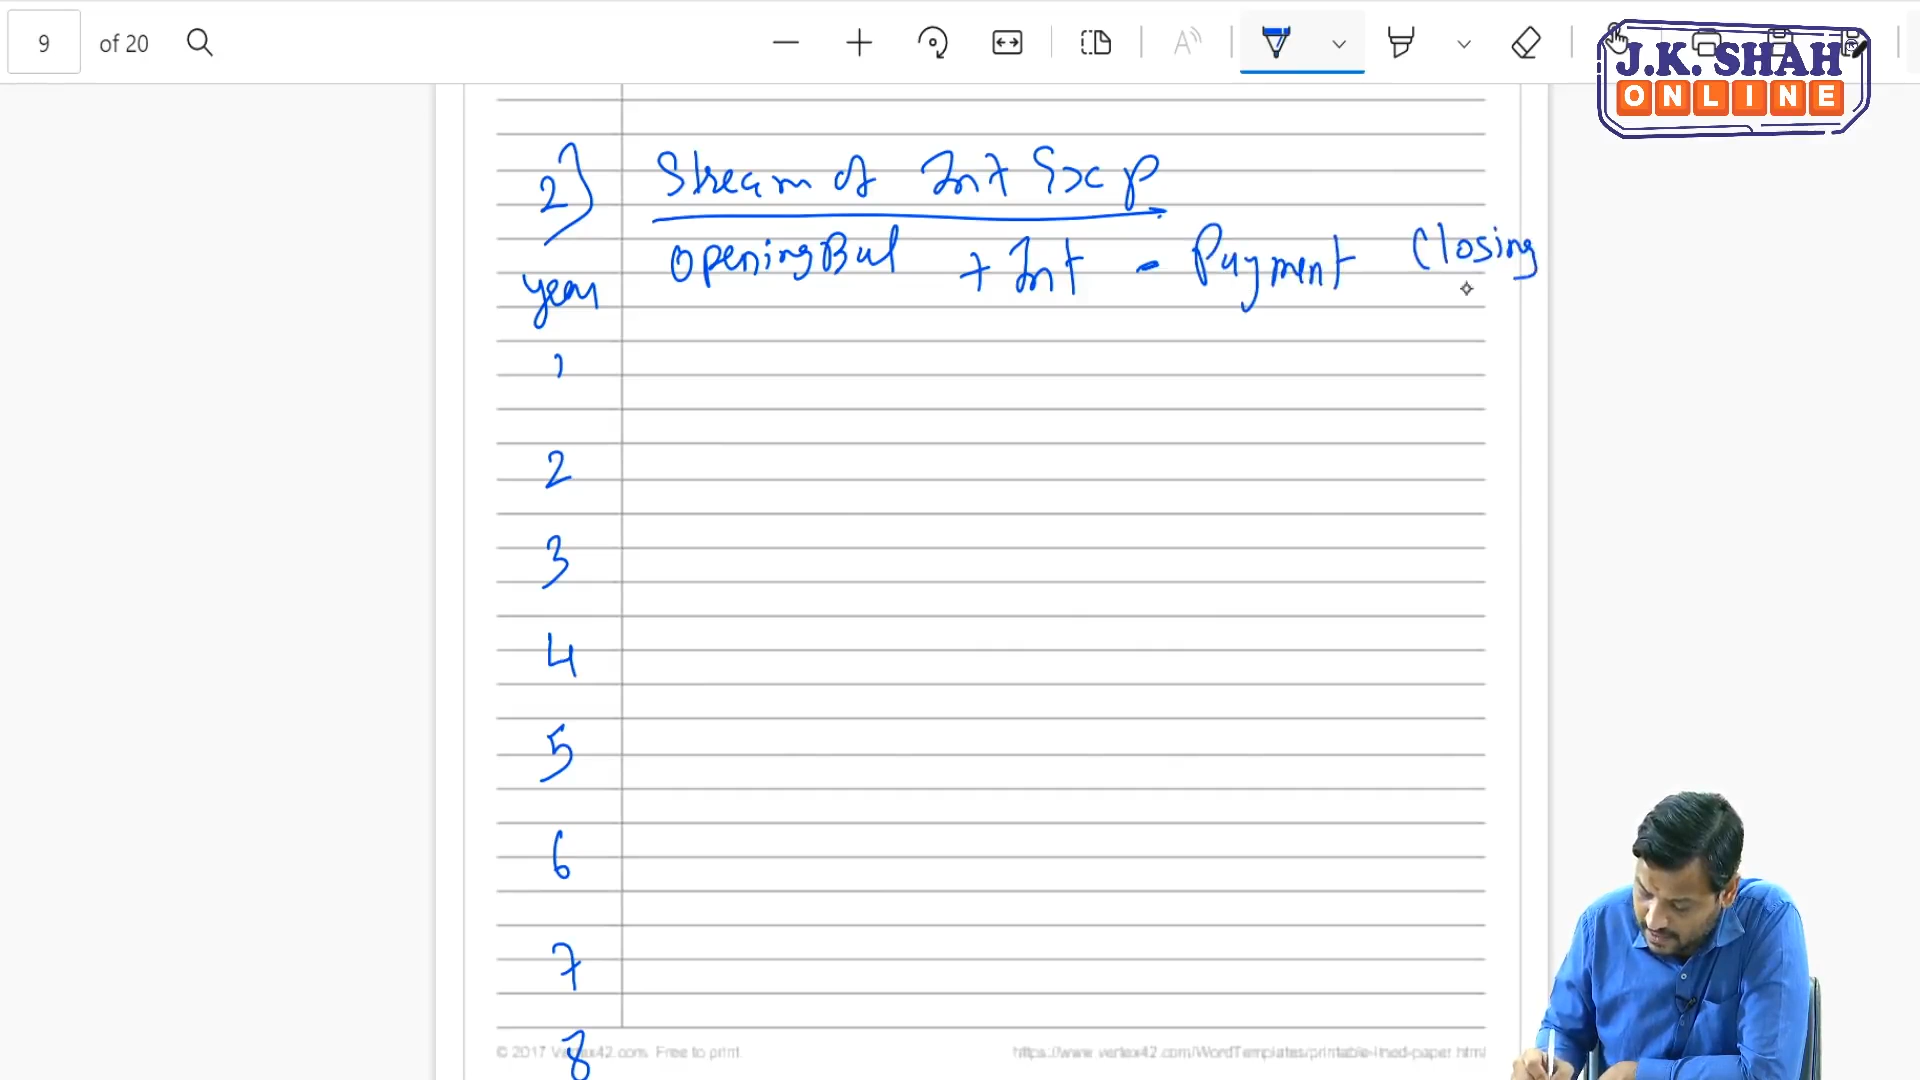 9 of 20
J.K. SHAH
ONLINE
2) Stream of Int Exp
year Opening Bal + Int - Payment Closing
1
2
3
4
5
6
7
8
© 2017 Vertex42.com. Free to print.
https://www.vertex42.com/WordTemplates/printable-lined-paper.html